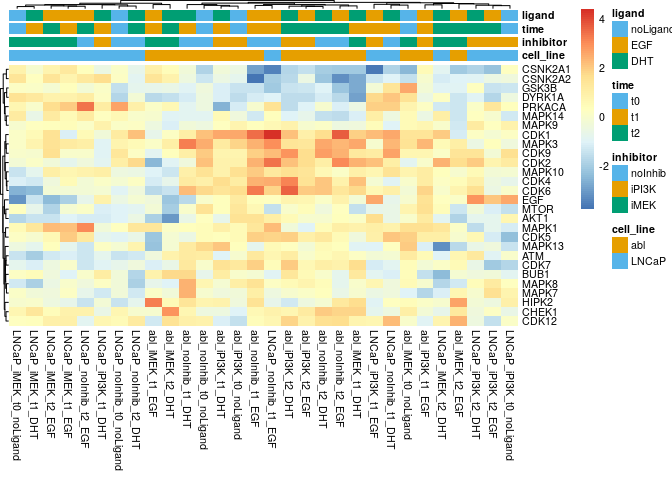 ligand
time
inhibitor
cell_line
CSNK2A1
CSNK2A2
GSK3B
DYRK1A
PRKACA
MAPK14
MAPK9
CDK1
MAPK3
CDK9
CDK2
MAPK10
CDK4
CDK6
EGF
MTOR
AKT1
MAPK1
CDK5
MAPK13
ATM
CDK7
BUB1
MAPK8
MAPK7
HIPK2
CHEK1
CDK12
LNCaP_iMEK_t0_noLigand
LNCaP_iMEK_t1_DHT
LNCaP_iMEK_t2_EGF
LNCaP_iMEK_t1_EGF
LNCaP_noInhib_t2_EGF
LNCaP_iPI3K_t1_DHT
LNCaP_noInhib_t0_noLigand
LNCaP_noInhib_t2_DHT
abl_iMEK_t1_EGF
abl_iMEK_t2_DHT
abl_noInhib_t1_DHT
abl_noInhib_t0_noLigand
abl_iPI3K_t1_DHT
abl_iPI3K_t0_noLigand
abl_noInhib_t1_EGF
LNCaP_noInhib_t1_EGF
abl_iPI3K_t2_DHT
abl_iPI3K_t2_EGF
abl_noInhib_t2_DHT
abl_noInhib_t2_EGF
abl_iMEK_t1_DHT
LNCaP_iPI3K_t1_EGF
LNCaP_noInhib_t1_DHT
abl_iMEK_t0_noLigand
abl_iPI3K_t1_EGF
LNCaP_iMEK_t2_DHT
abl_iMEK_t2_EGF
LNCaP_iPI3K_t2_DHT
LNCaP_iPI3K_t2_EGF
LNCaP_iPI3K_t0_noLigand
4
2
0
-2
ligand
noLigand
EGF
DHT
time
t0
t1
t2
inhibitor
noInhib
iPI3K
iMEK
cell_line
abl
LNCaP